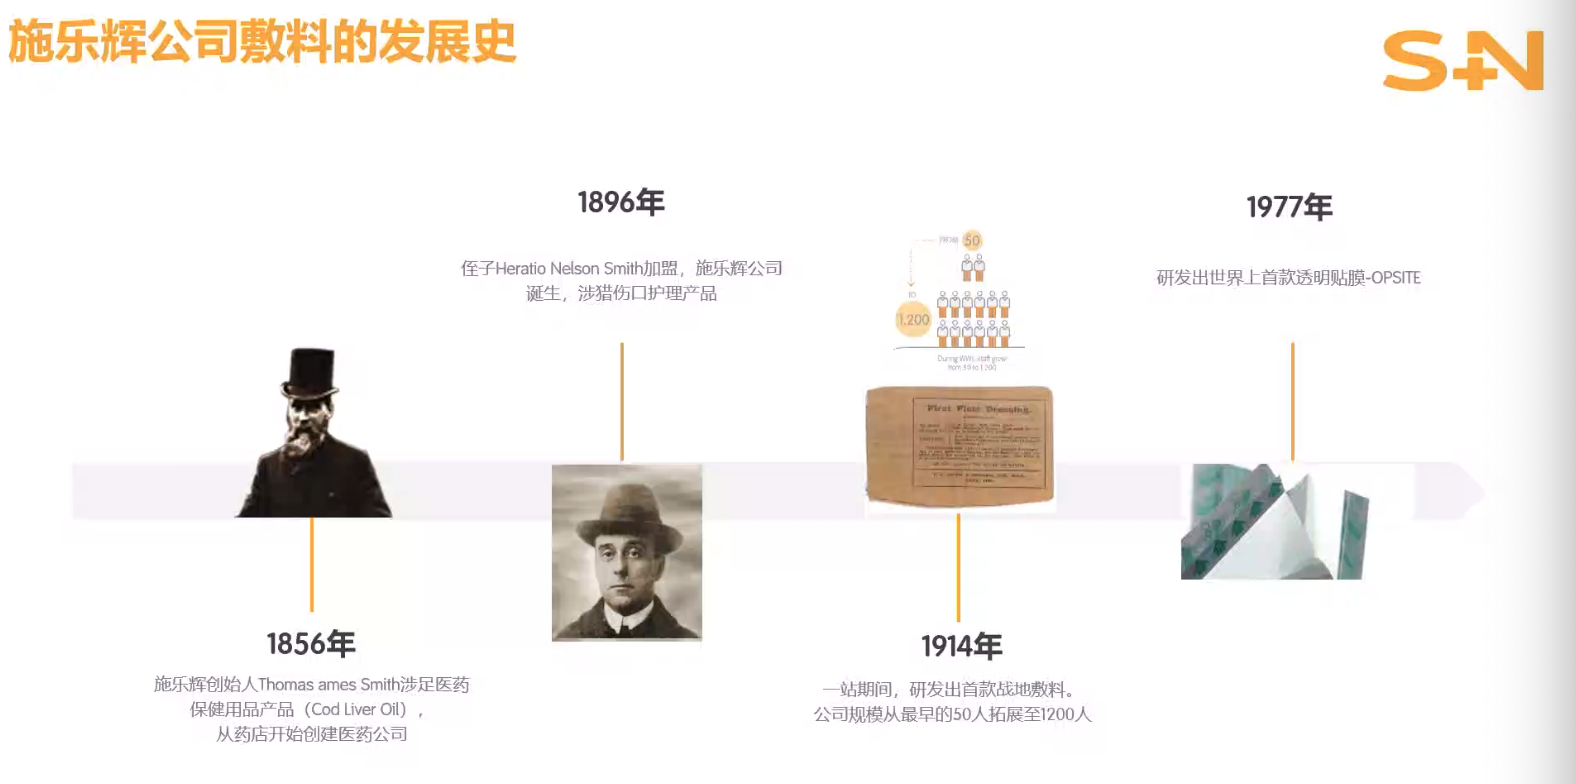 施乐辉公司敷料的发展史
S+N
1896年
侄子Heratio Nelson Smith加盟，施乐辉公司
诞生，涉猎伤口护理产品
1977年
研发出世界上首款透明贴膜-OPSITE
50
TO
1,200
During WWI, staff grew
from 50 to 1,200
First Field Dressing.
1856年
施乐辉创始人Thomas ames Smith涉足医药
保健用品产品（Cod Liver Oil），
从药店开始创建医药公司
1914年
一站期间，研发出首款战地敷料。
公司规模从最早的50人拓展至1200人